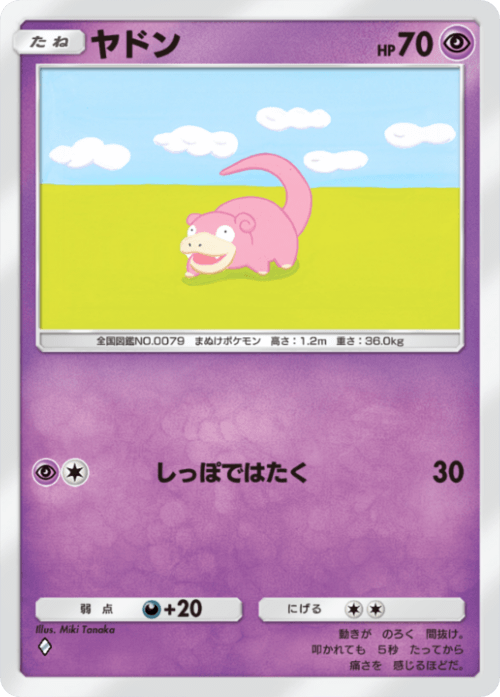 たね ヤドン HP70
全国図鑑NO.0079 まぬけポケモン 高さ:1.2m 重さ:36.0kg
しっぽではたく 30
弱点 +20 にげる
Illus. Miki Tanaka
動きが のろく 間抜け。
叩かれても 5秒 たってから
痛さを 感じるほどだ。